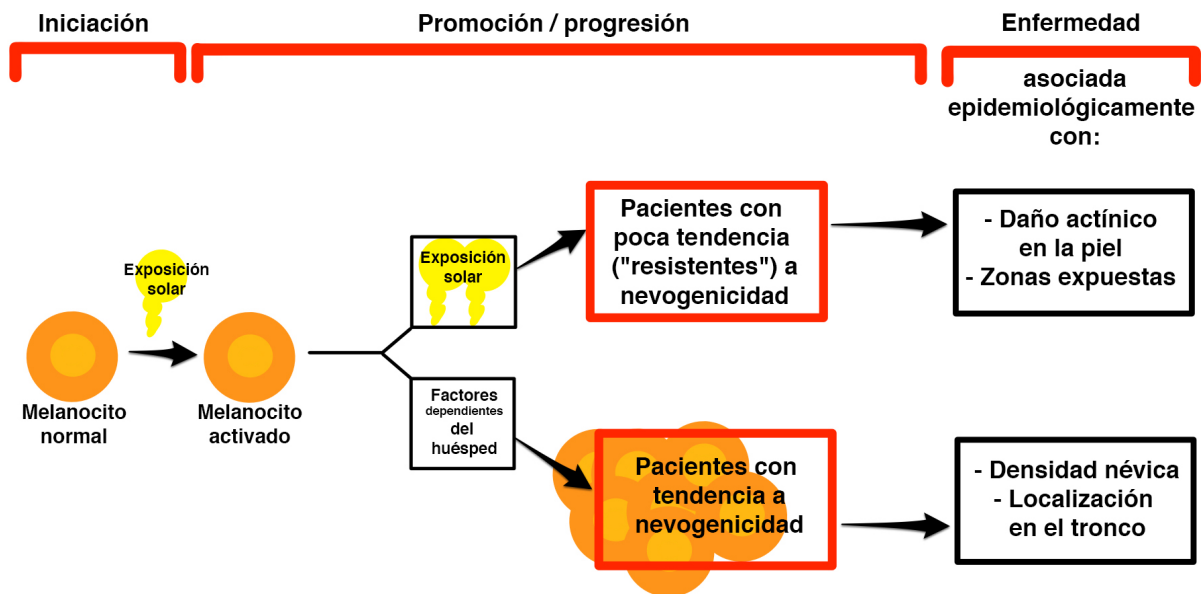 Iniciación
Promoción / progresión
Enfermedad
asociada
epidemiológicamente
con:
Exposición
solar
Melanocito
normal
Melanocito
activado
Exposición
solar
Factores
dependientes
del
huésped
Pacientes con
poca tendencia
("resistentes") a
nevogenicidad
- Daño actínico
en la piel
- Zonas expuestas
Pacientes con
tendencia a
nevogenicidad
- Densidad névica
- Localización
en el tronco